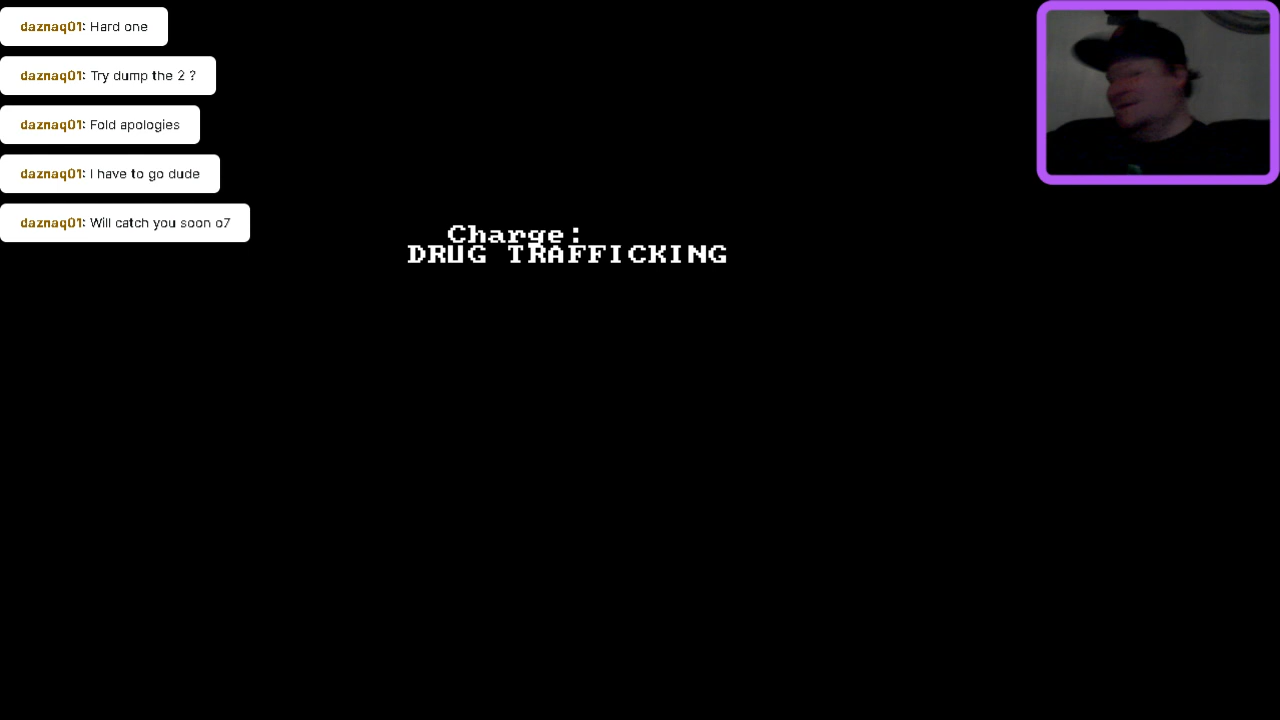 daznaq01: Hard one
daznaq01: Try dump the 2 ?
daznaq01: Fold apologies
daznaq01: I have to go dude
daznaq01: Will catch you soon o7
Charge:
DRUG TRAFFICKING